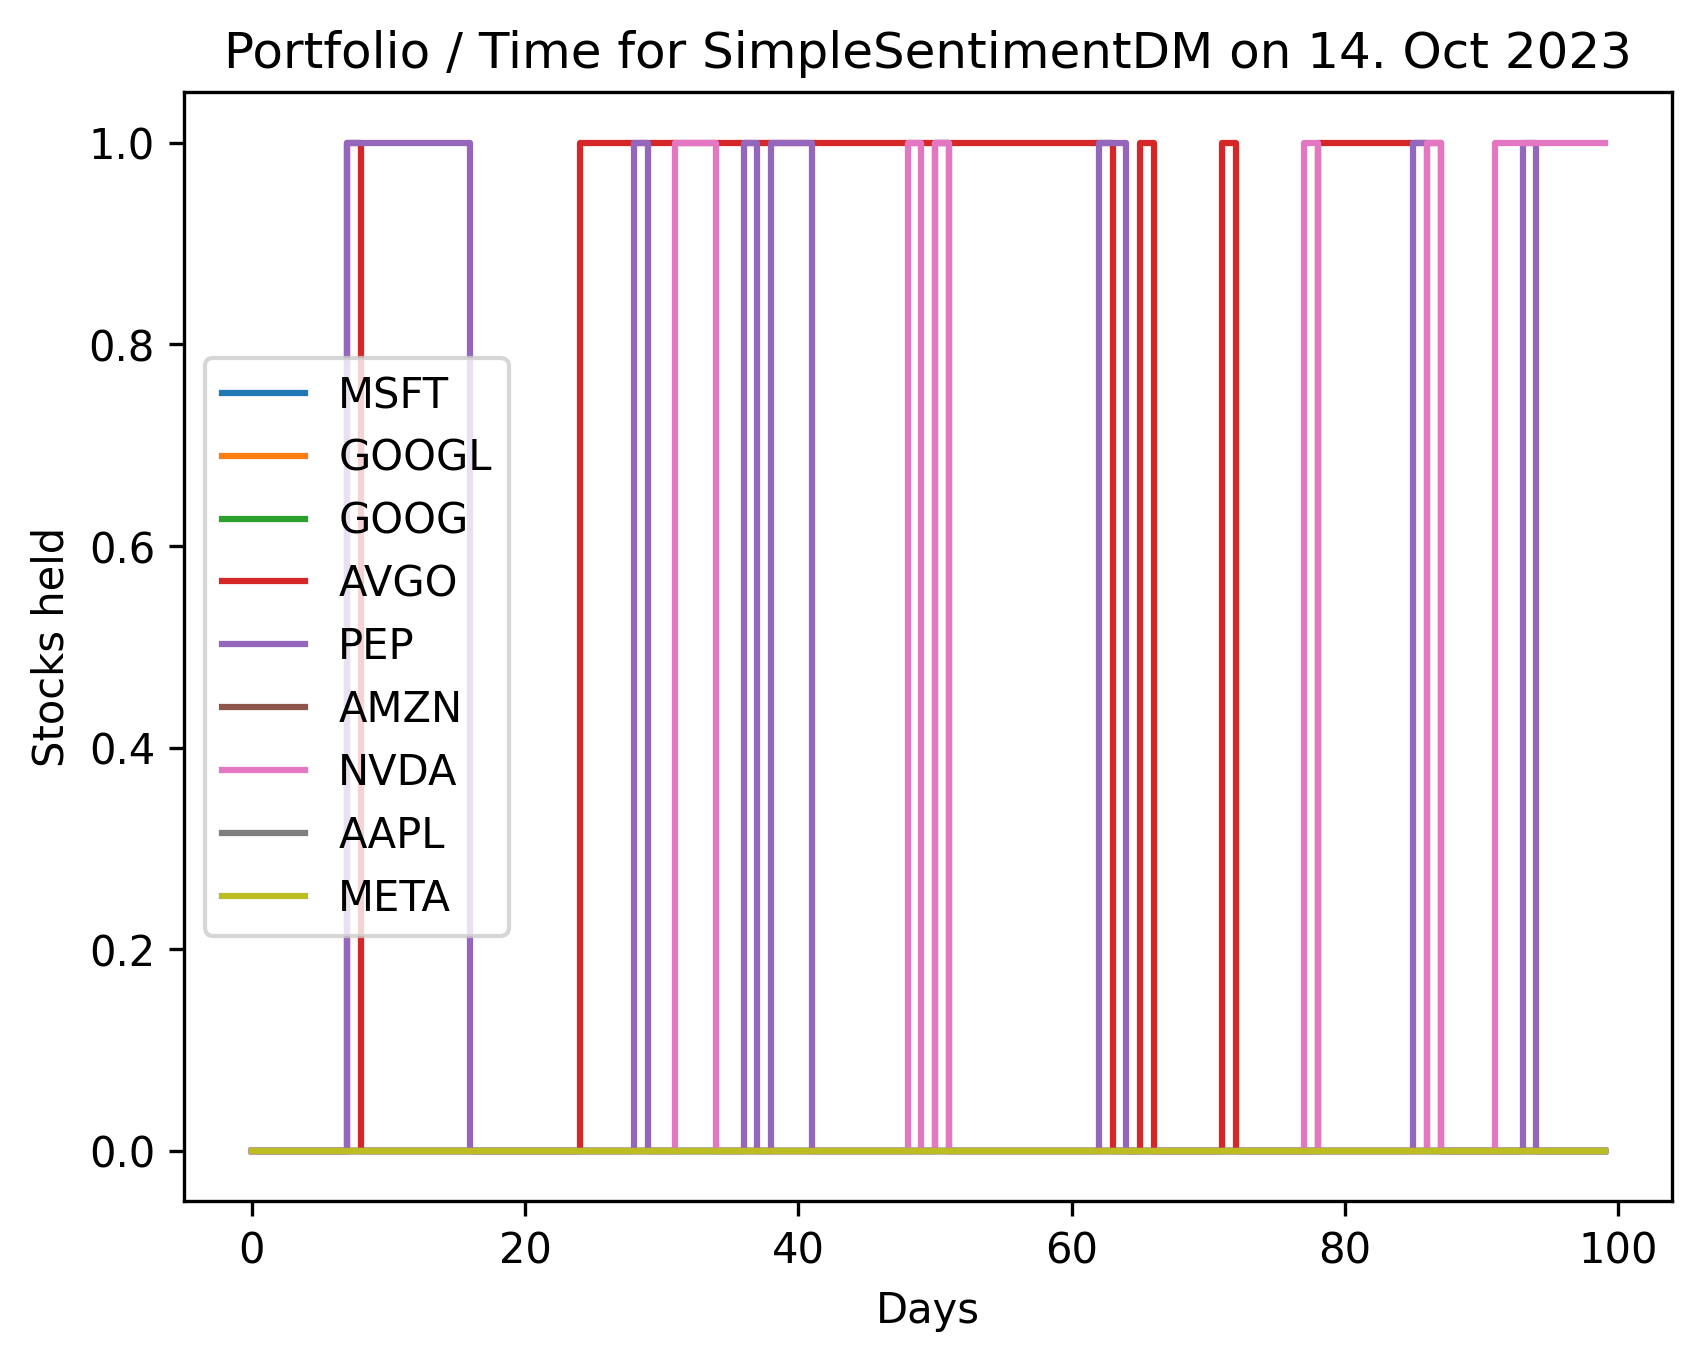 Portfolio / Time for SimpleSentimentDM on 14. Oct 2023
Stocks held
1.0
0.8
0.6
0.4
0.2
0.0
MSFT
GOOGL
GOOG
AVGO
PEP
AMZN
NVDA
AAPL
META
0 20 40 60 80 100
Days